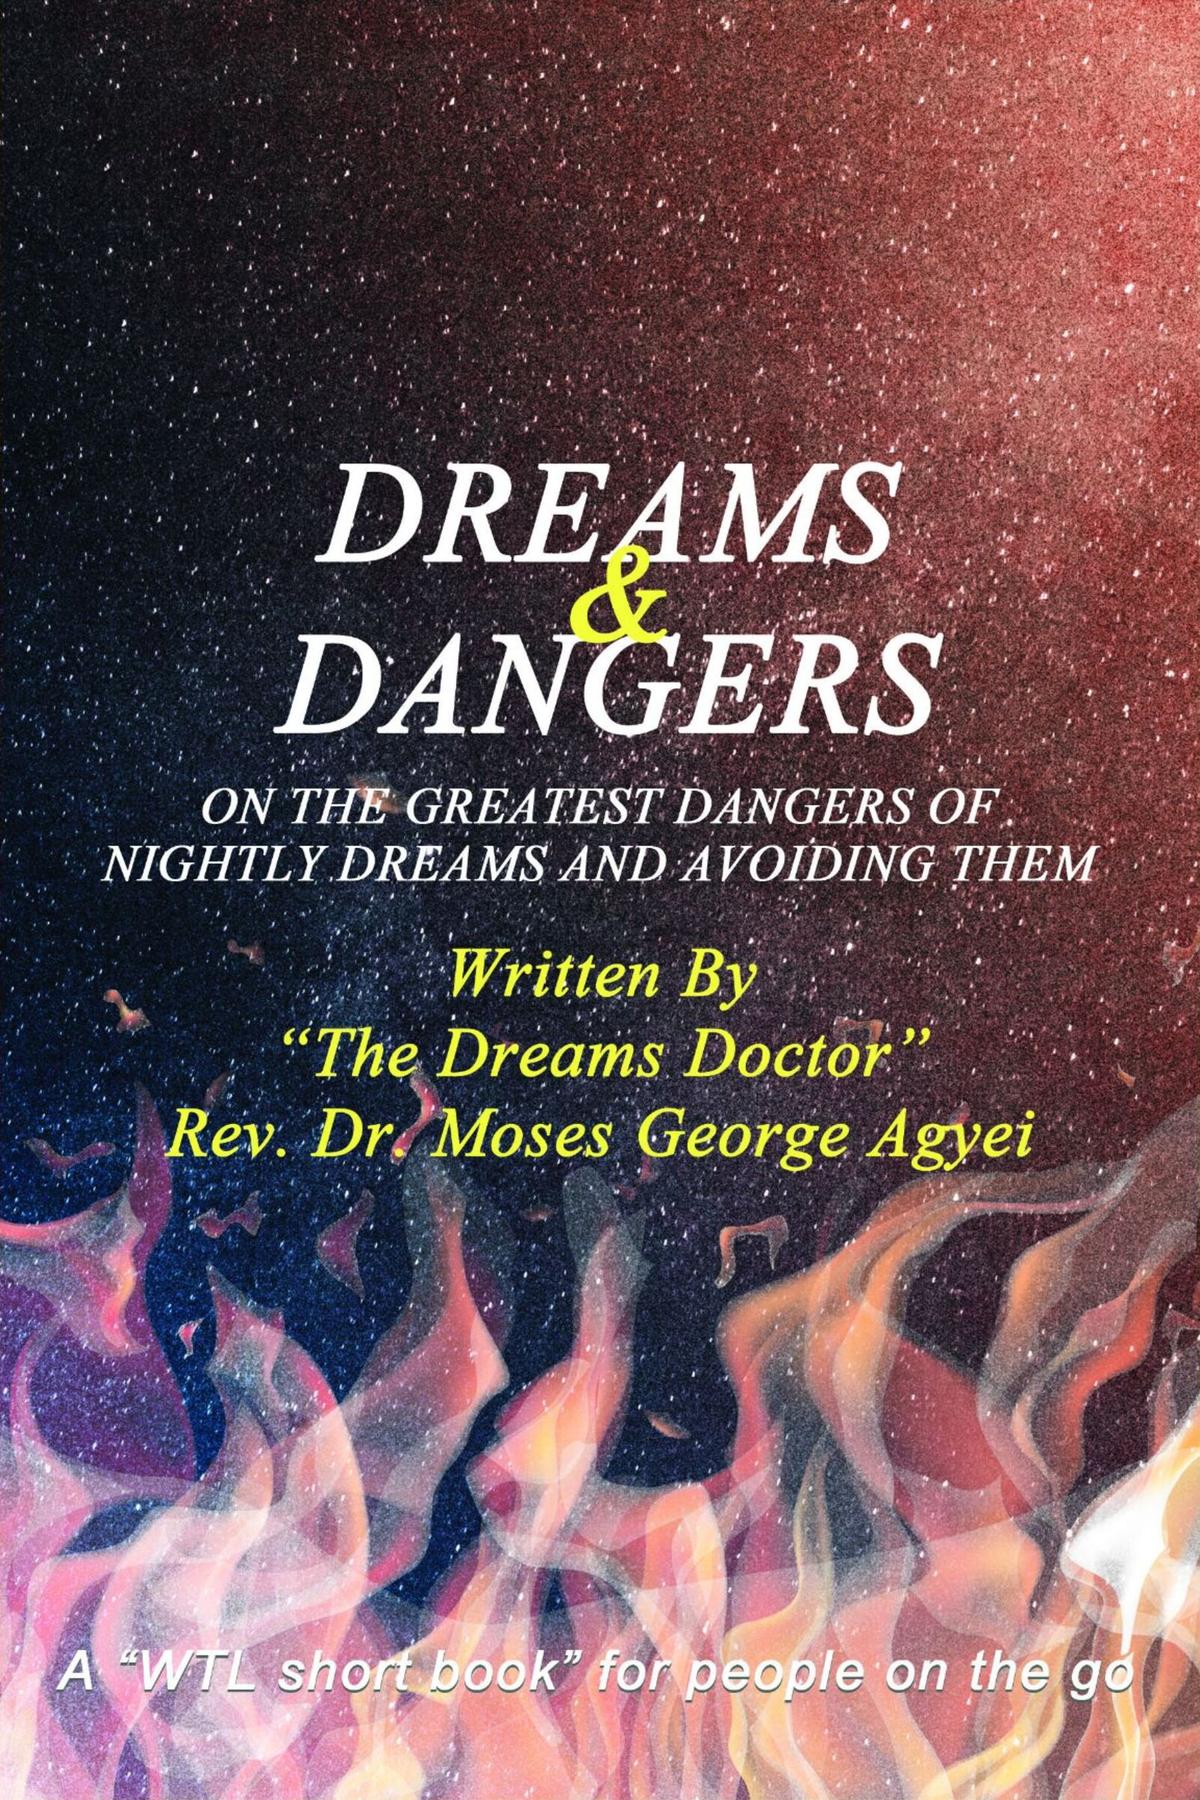 DREAMS
&
DANGERS
ON THE GREATEST DANGERS OF
NIGHTLY DREAMS AND AVOIDING THEM
Written By
“The Dreams Doctor”
Rev. Dr. Moses George Agyei
A “WTL short book” for people on the go